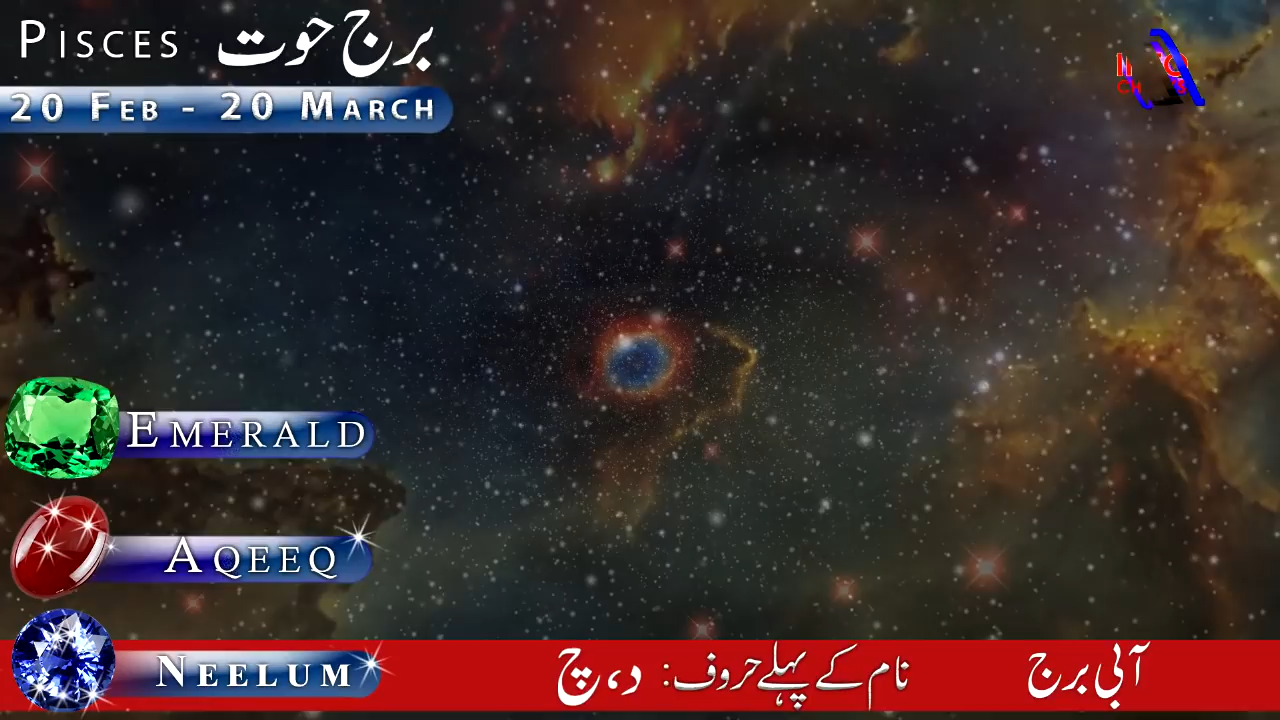 Pisces برج حوت
20 Feb - 20 March
Emerald
Aqeeq
Neelum
آبی برج
نام کے پہلے حروف: د، چ